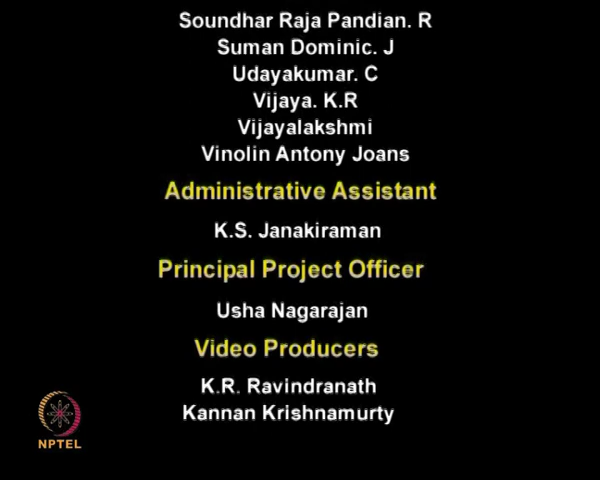 Soundhar Raja Pandian. R
Suman Dominic. J
Udayakumar. C
Vijaya. K.R
Vijayalakshmi
Vinolin Antony Joans
Administrative Assistant
K.S. Janakiraman
Principal Project Officer
Usha Nagarajan
Video Producers
K.R. Ravindranath
Kannan Krishnamurty
NPTEL